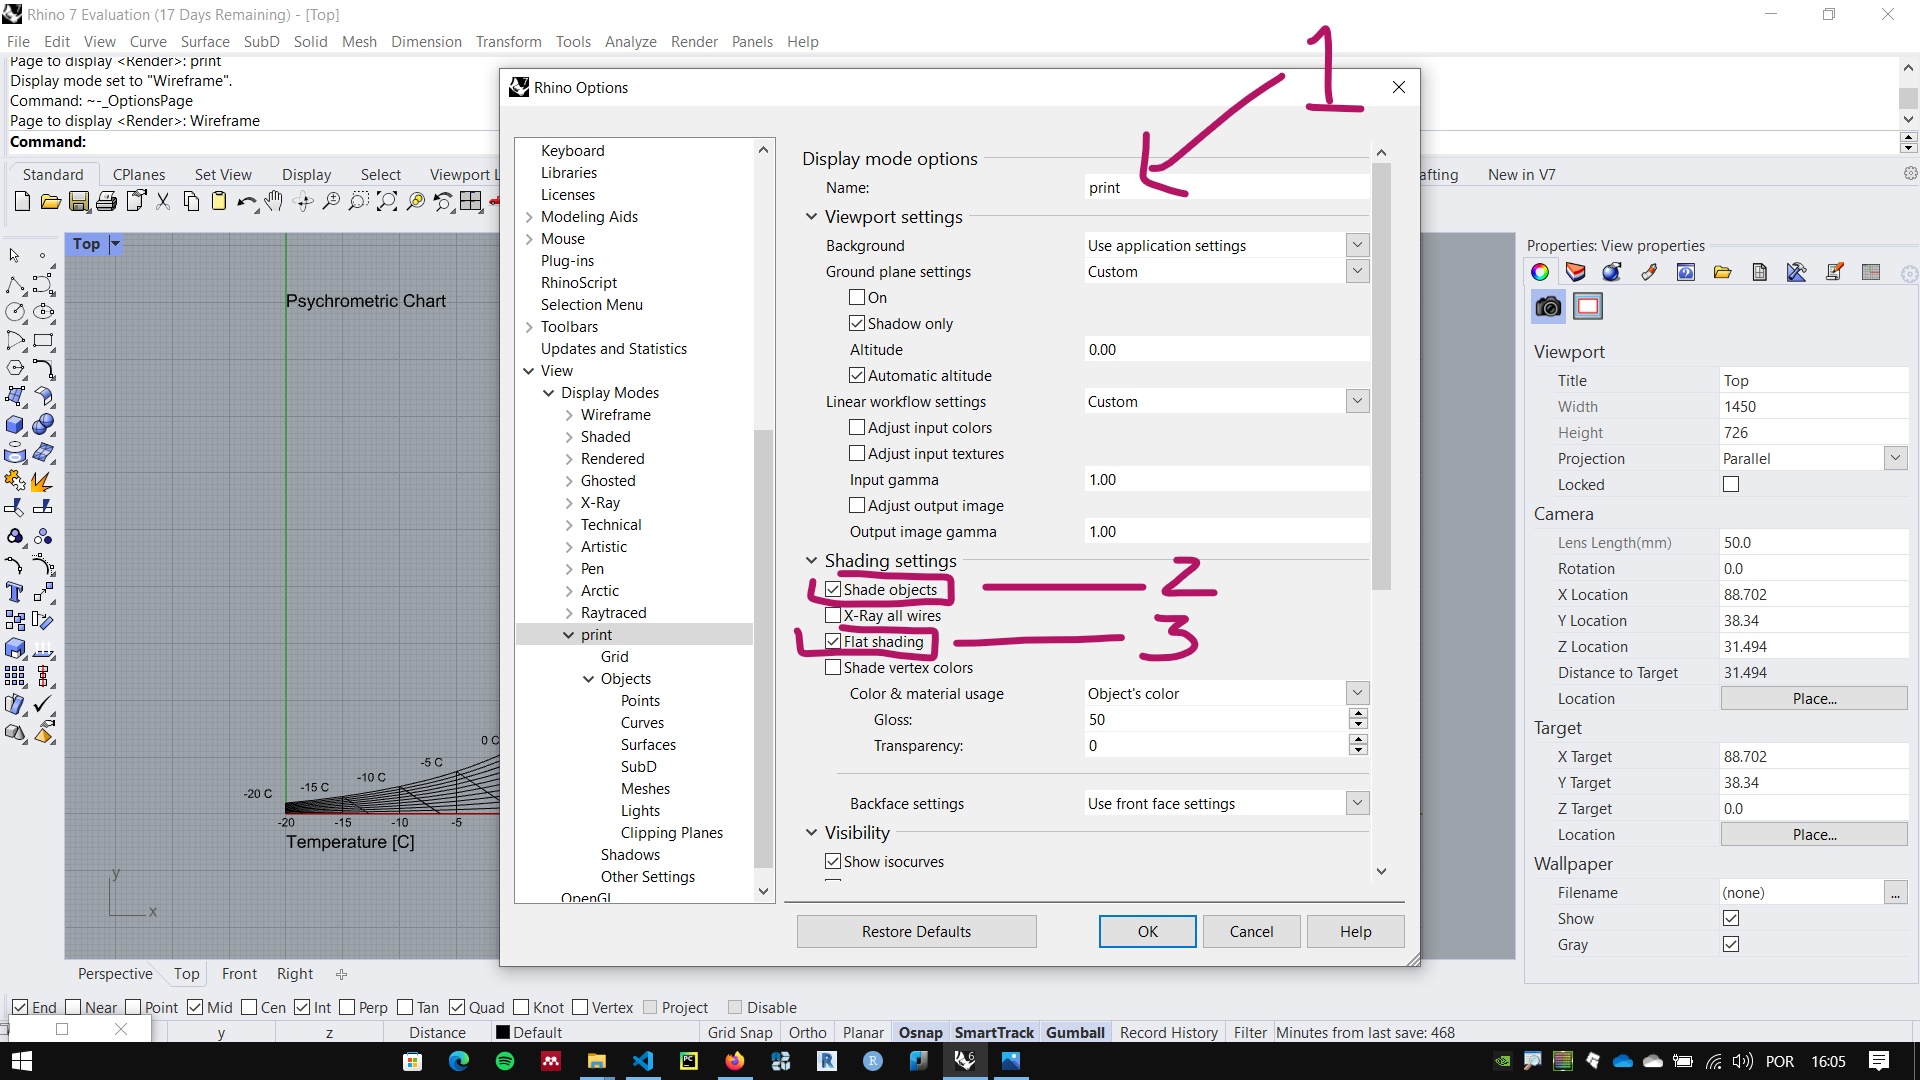 Rhino 7 Evaluation (17 Days Remaining) - [Top]
File Edit View Curve Surface SubD Solid Mesh Dimension Transform Tools Analyze Render Panels Help
Page to display <Render>: print
Display mode set to "Wireframe".
Command: ~-_OptionsPage
Page to display <Render>: Wireframe
Command:
Standard CPlanes Set View Display Select Viewport L
afting New in V7
Top
Psychrometric Chart
0 C
-5 C
-10 C
-15 C
-20 C
-20 -15 -10 -5
Temperature [C]
y
x
Rhino Options
1
Keyboard
Libraries
Licenses
Modeling Aids
Mouse
Plug-ins
RhinoScript
Selection Menu
Toolbars
Updates and Statistics
View
Display Modes
Wireframe
Shaded
Rendered
Ghosted
X-Ray
Technical
Artistic
Pen
Arctic
Raytraced
print
Grid
Objects
Points
Curves
Surfaces
SubD
Meshes
Lights
Clipping Planes
Shadows
Other Settings
OpenGL
Display mode options
Name: print
Viewport settings
Background Use application settings
Ground plane settings Custom
On
Shadow only
Altitude 0.00
Automatic altitude
Linear workflow settings Custom
Adjust input colors
Adjust input textures
Input gamma 1.00
Adjust output image
Output image gamma 1.00
Shading settings
Shade objects 2
X-Ray all wires
Flat shading 3
Shade vertex colors
Color & material usage Object's color
Gloss: 50
Transparency: 0
Backface settings Use front face settings
Visibility
Show isocurves
Restore Defaults OK Cancel Help
Properties: View properties
Viewport
Title Top
Width 1450
Height 726
Projection Parallel
Locked
Camera
Lens Length(mm) 50.0
Rotation 0.0
X Location 88.702
Y Location 38.34
Z Location 31.494
Distance to Target 31.494
Location Place...
Target
X Target 88.702
Y Target 38.34
Z Target 0.0
Location Place...
Wallpaper
Filename (none) ...
Show
Gray
Perspective Top Front Right
End Near Point Mid Cen Int Perp Tan Quad Knot Vertex Project Disable
y z Distance Default Grid Snap Ortho Planar Osnap SmartTrack Gumball Record History Filter Minutes from last save: 468
POR 16:05